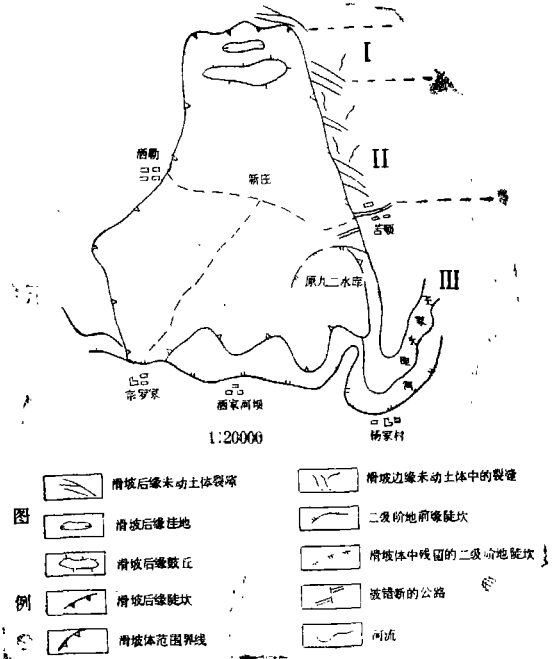 I
II
洒勒
新庄
苦顺
原九二水库
III
宗罗家
洒家河坝
杨家村
1:20000
图
例
滑坡后缘未动土体裂缝
滑坡后缘洼地
滑坡后缘鼓丘
滑坡后缘陡坎
滑坡体范围界线
滑坡边缘未动土体中的裂缝
二级阶地前缘陡坎
滑坡体中残留的二级阶地陡坎
被错断的公路
河流